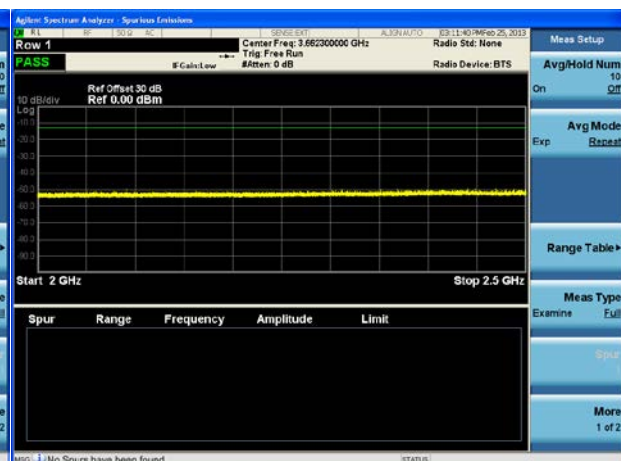 Agilent Spectrum Analyzer - Spurious Emissions
RL RF 50 Ω AC SENSE:EXT ALIGN AUTO 03:11:40 PM Feb 25, 2013
Row 1 Center Freq: 3.662300000 GHz Radio Std: None
Trig: Free Run
PASS IFGain:Low #Atten: 0 dB Radio Device: BTS
Ref Offset 30 dB
10 dB/div Ref 0.00 dBm
Log
-10.0
-20.0
-30.0
-40.0
-50.0
-60.0
-70.0
-80.0
-90.0
Start 2 GHz Stop 2.5 GHz
Spur Range Frequency Amplitude Limit
MSG No Spurs have been found STATUS
Meas Setup
Avg/Hold Num
10
On Off
Avg Mode
Exp Repeat
Range Table
Meas Type
Examine Full
Spur
1
More
1 of 2